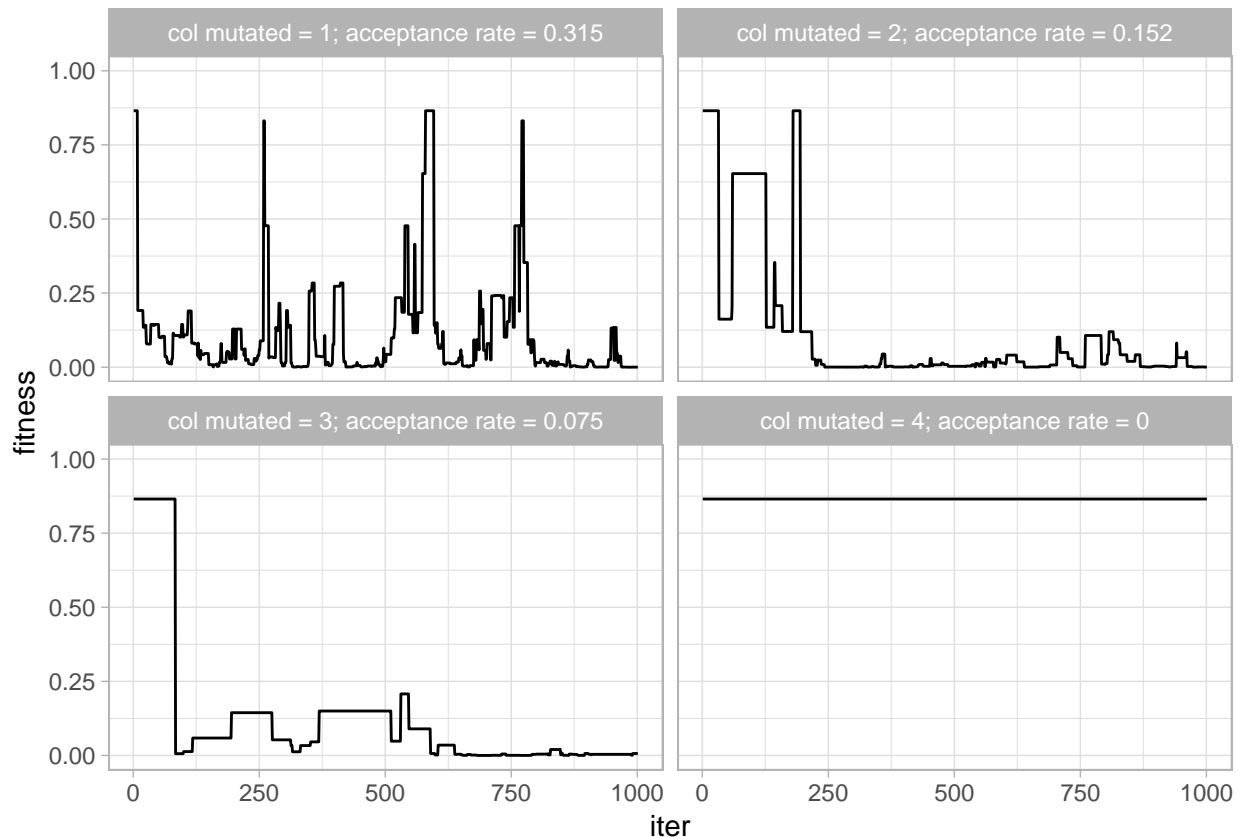 col mutated = 1; acceptance rate = 0.315
col mutated = 2; acceptance rate = 0.152
1.00
0.75
0.50
0.25
0.00
col mutated = 3; acceptance rate = 0.075
col mutated = 4; acceptance rate = 0
1.00
0.75
0.50
0.25
0.00
fitness
0 250 500 750 1000
0 250 500 750 1000
iter